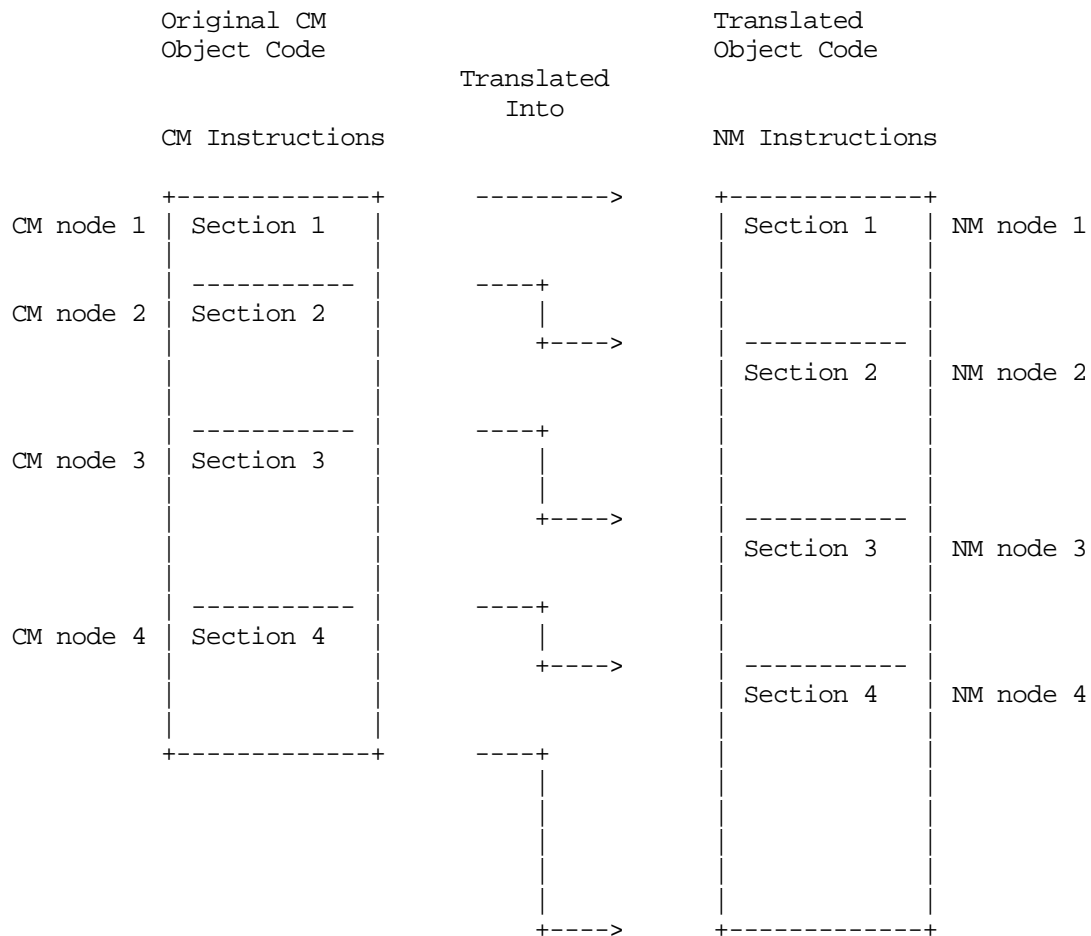 Original CM Translated
Object Code Object Code
Translated
Into
CM Instructions NM Instructions
CM node 1 Section 1 Section 1 NM node 1
CM node 2 Section 2
Section 2 NM node 2
CM node 3 Section 3
Section 3 NM node 3
CM node 4 Section 4
Section 4 NM node 4